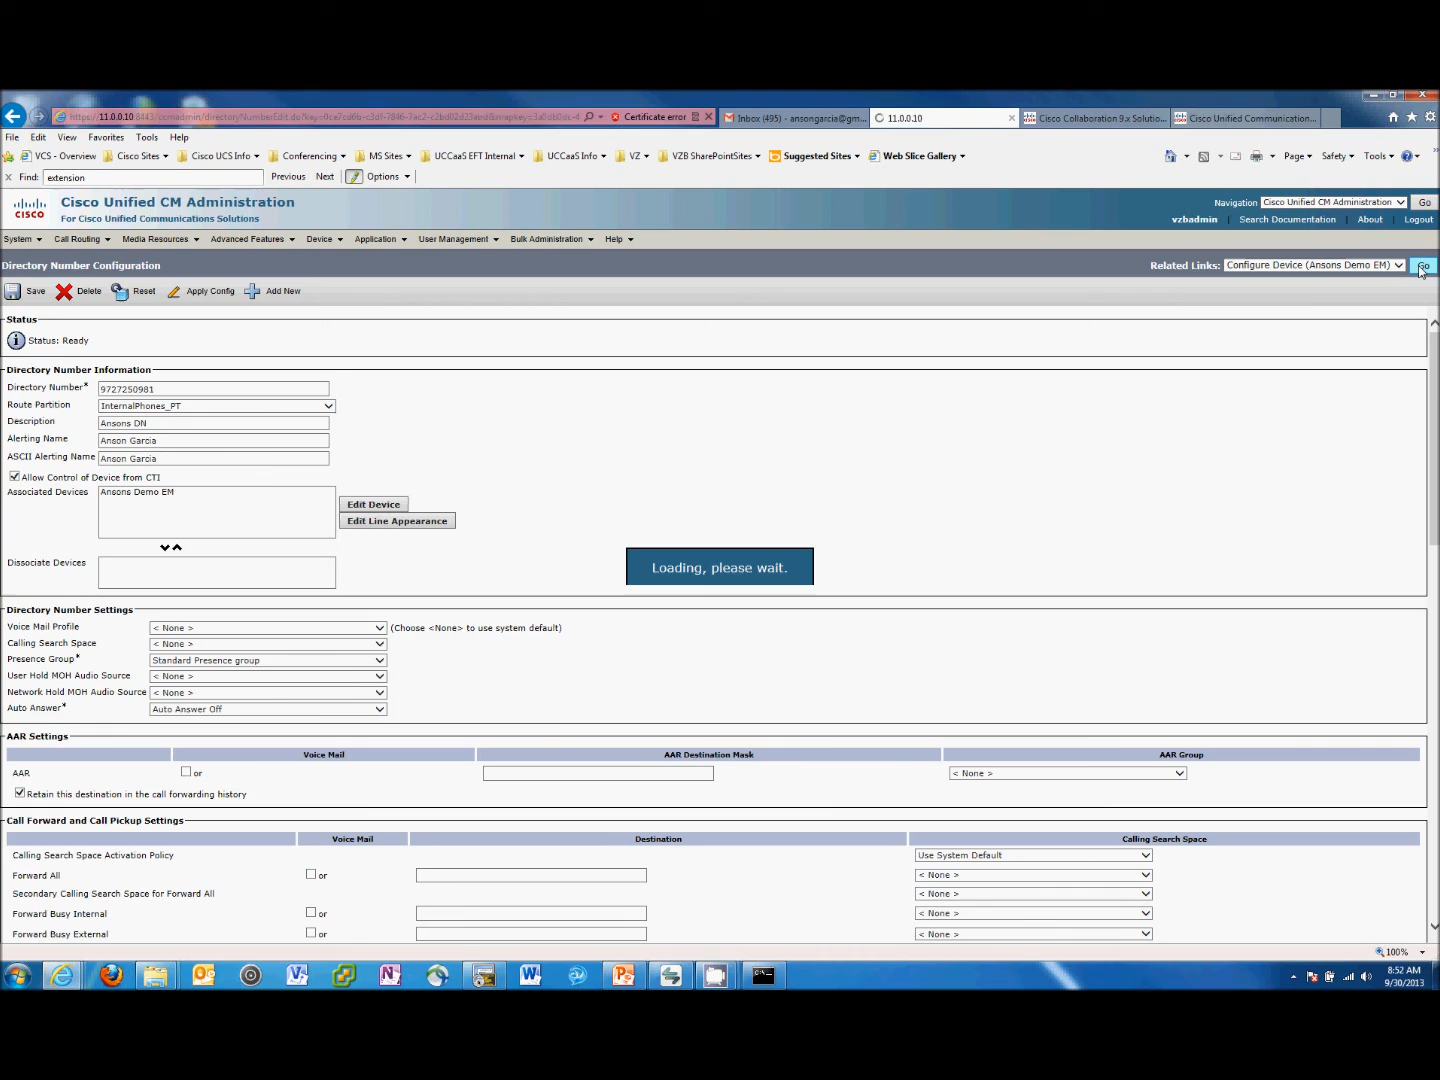 11.0.0.10
Certificate error
Inbox (495) - ansongarcia@gm...
11.0.0.10
Cisco Collaboration 9.x Solutio...
Cisco Unified Communication...
File Edit View Favorites Tools Help
VCS - Overview Cisco Sites Cisco UCS Info Conferencing MS Sites UCCaaS EFT Internal UCCaaS Info VZ VZB SharePointSites Suggested Sites Web Slice Gallery Page Safety Tools
Find: extension Previous Next Options
CISCO
Cisco Unified CM Administration
For Cisco Unified Communications Solutions
Navigation Cisco Unified CM Administration Go
vzbadmin | Search Documentation | About | Logout
System Call Routing Media Resources Advanced Features Device Application User Management Bulk Administration Help
Directory Number Configuration
Related Links: Configure Device (Ansons Demo EM) Go
Save Delete Reset Apply Config Add New
Status
Status: Ready
Directory Number Information
Directory Number* 9727250981
Route Partition InternalPhones_PT
Description Ansons DN
Alerting Name Anson Garcia
ASCII Alerting Name Anson Garcia
Allow Control of Device from CTI
Associated Devices Ansons Demo EM
Edit Device
Edit Line Appearance
Dissociate Devices
Loading, please wait.
Directory Number Settings
Voice Mail Profile < None > (Choose <None> to use system default)
Calling Search Space < None >
Presence Group* Standard Presence group
User Hold MOH Audio Source < None >
Network Hold MOH Audio Source < None >
Auto Answer* Auto Answer Off
AAR Settings
Voice Mail AAR Destination Mask AAR Group
AAR or < None >
Retain this destination in the call forwarding history
Call Forward and Call Pickup Settings
Voice Mail Destination Calling Search Space
Calling Search Space Activation Policy Use System Default
Forward All or < None >
Secondary Calling Search Space for Forward All < None >
Forward Busy Internal or < None >
Forward Busy External or < None >
100%
8:52 AM
9/30/2013